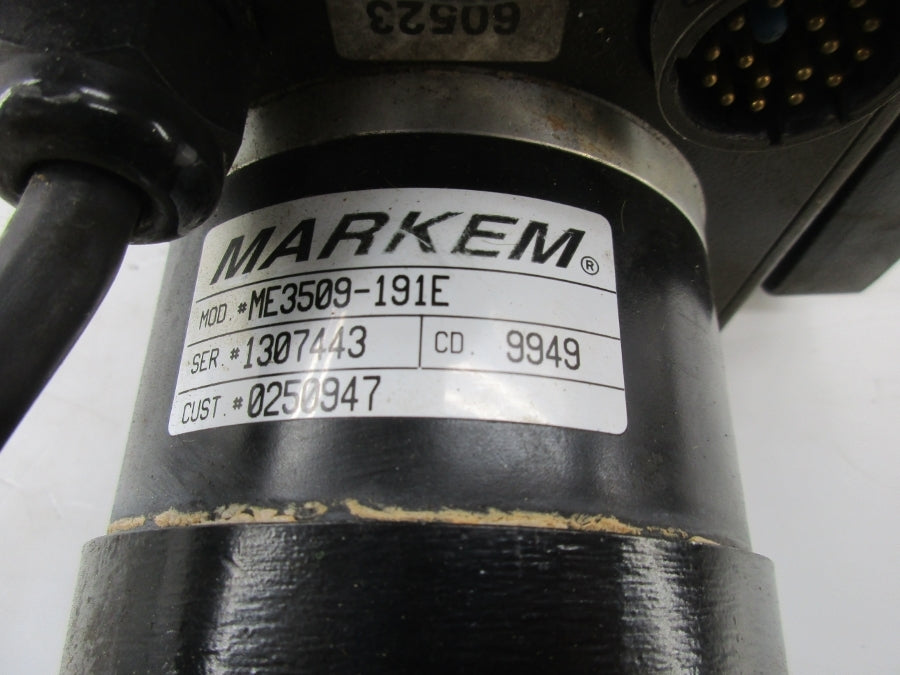 60523
MARKEM®
MOD.#ME3509-191E
SER.#1307443 CD 9949
CUST.#0250947